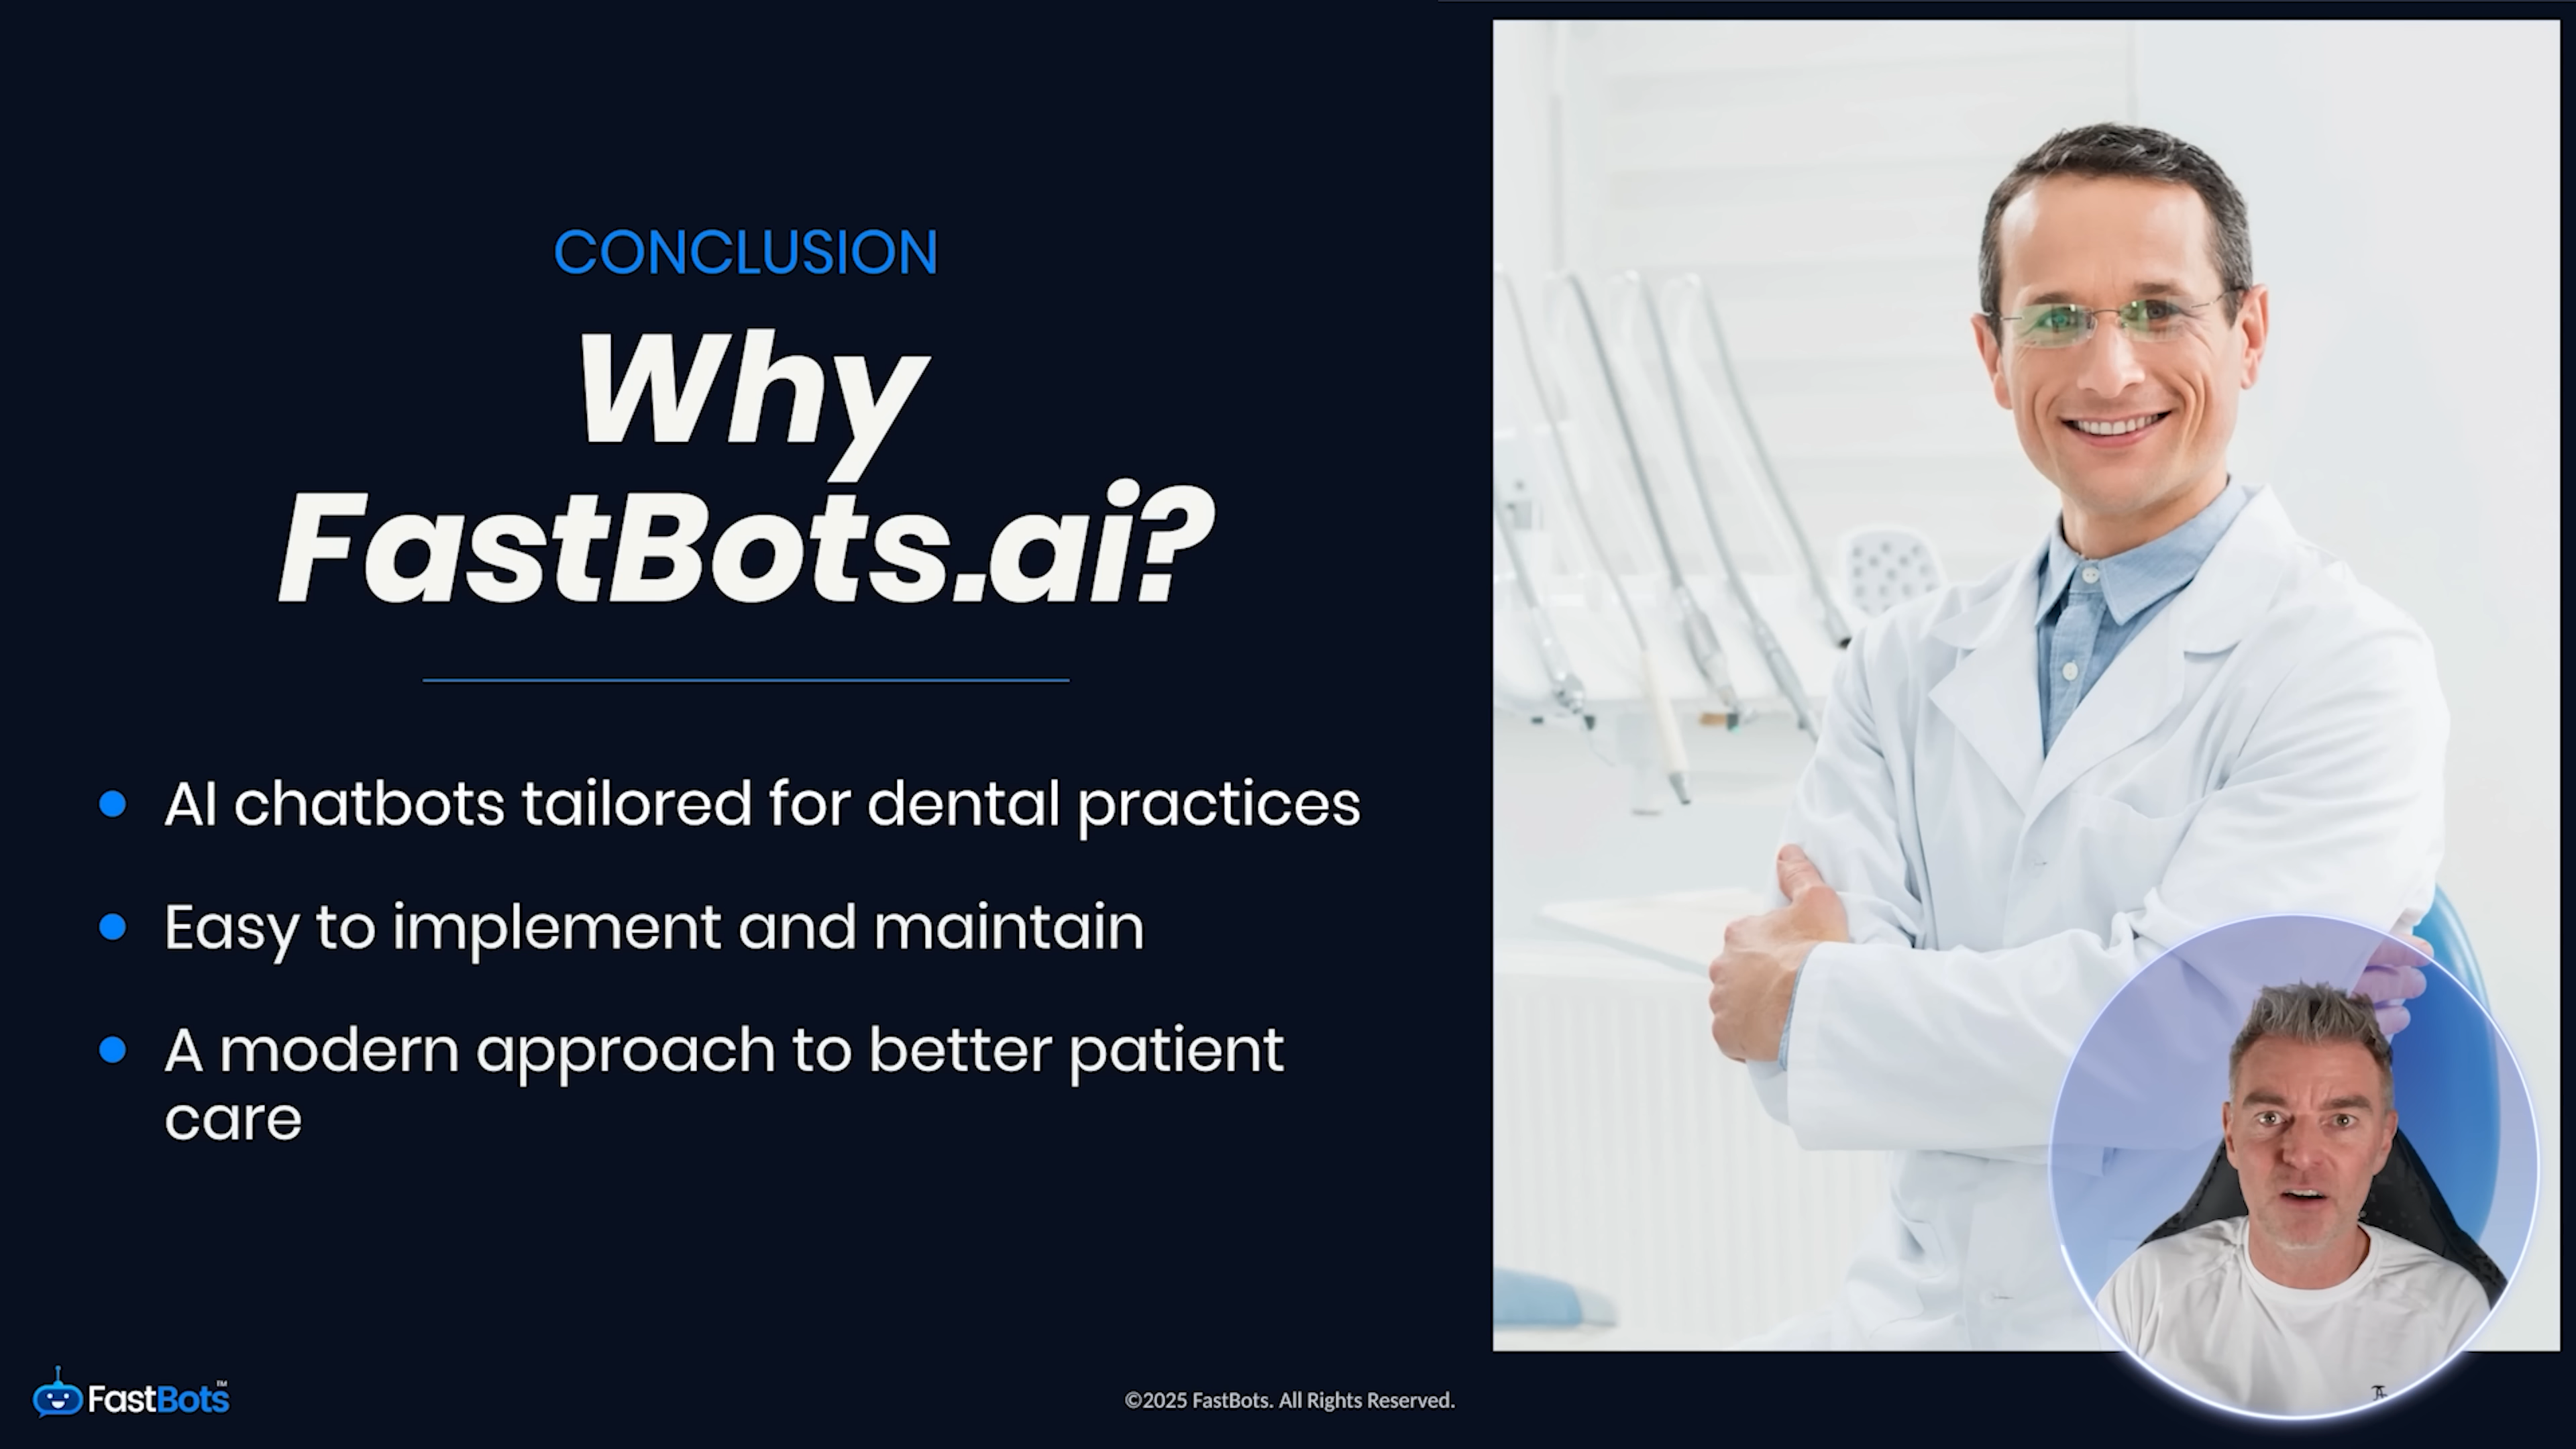 CONCLUSION
Why
FastBots.ai?
AI chatbots tailored for dental practices
Easy to implement and maintain
A modern approach to better patient
care
FastBots™
©2025 FastBots. All Rights Reserved.